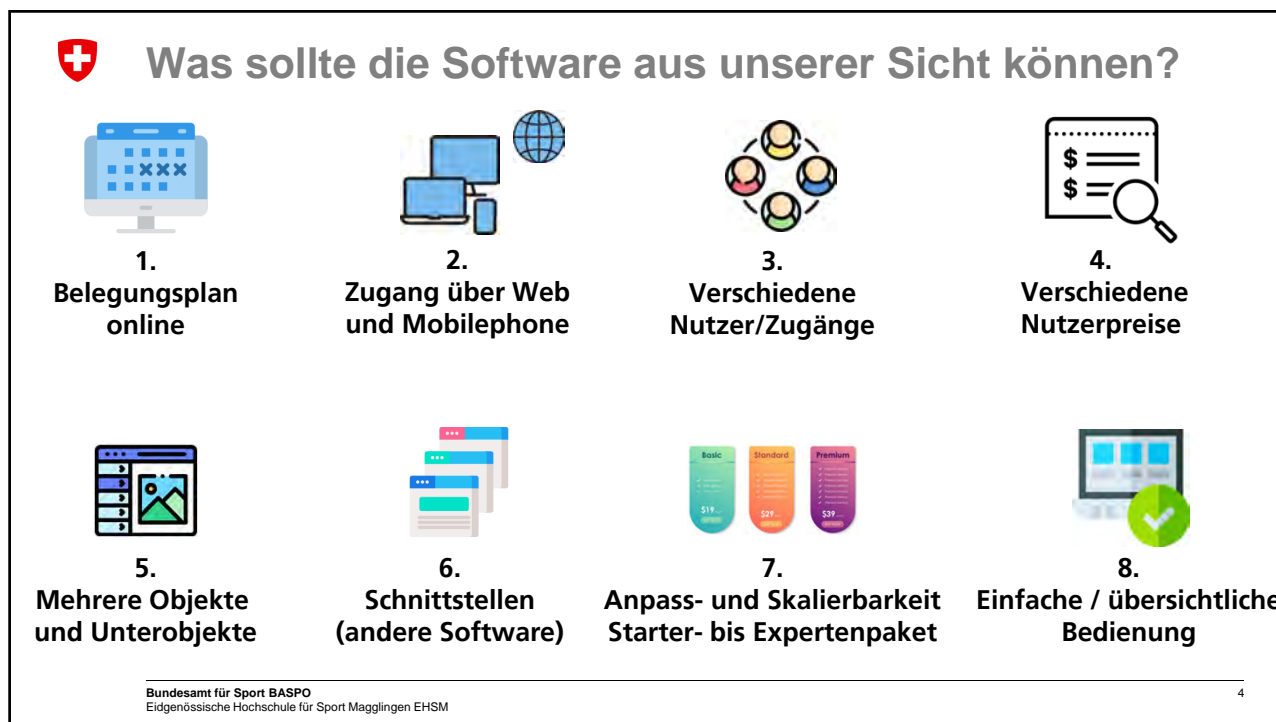 Was sollte die Software aus unserer Sicht können?
$
$
1.
Belegungsplan
online
2.
Zugang über Web
und Mobilephone
3.
Verschiedene
Nutzer/Zugänge
4.
Verschiedene
Nutzerpreise
Basic
Standard
Premium
$19
$29
$39
5.
Mehrere Objekte
und Unterobjekte
6.
Schnittstellen
(andere Software)
7.
Anpass- und Skalierbarkeit
Starter- bis Expertenpaket
8.
Einfache / übersichtliche
Bedienung
Bundesamt für Sport BASPO
Eidgenössische Hochschule für Sport Magglingen EHSM
4